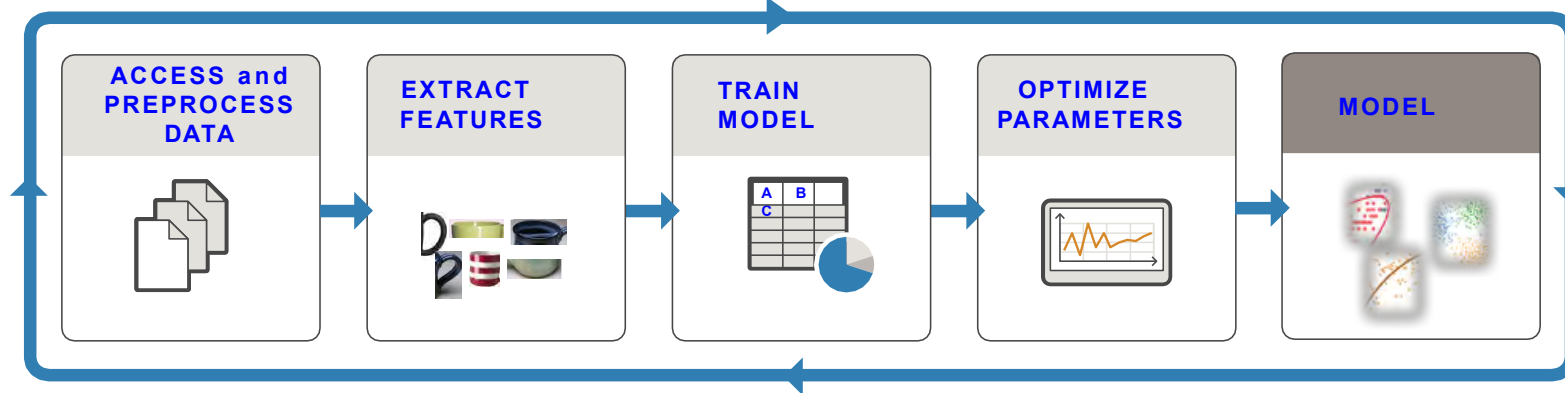 ACCESS and
PREPROCESS
DATA
EXTRACT
FEATURES
TRAIN
MODEL
A B
C
OPTIMIZE
PARAMETERS
MODEL